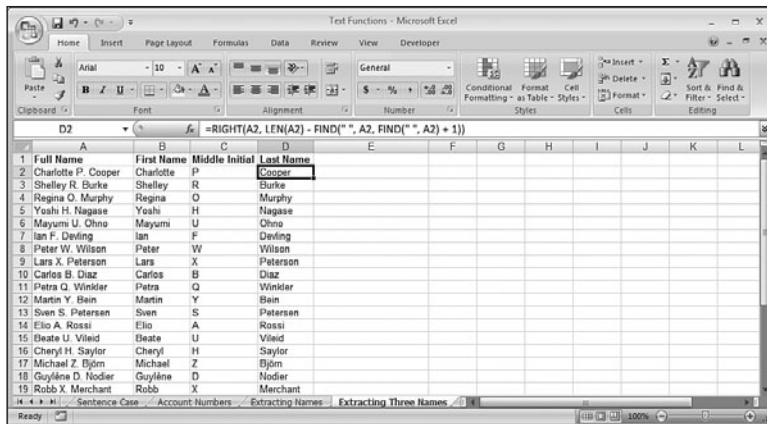 Text Functions - Microsoft Excel
Home Insert Page Layout Formulas Data Review View Developer
Arial 10 General
Insert
Delete
Format
Paste
Conditional Formatting as Table Format Cell Styles
Sort & Filter Find & Select
Clipboard Font Alignment Number Styles Cells Editing
D2 fx =RIGHT(A2, LEN(A2) - FIND(" ", A2, FIND(" ", A2) + 1))
A B C D E F G H I J K L
1 Full Name First Name Middle Initial Last Name
2 Charlotte P. Cooper Charlotte P Cooper
3 Shelley R. Burke Shelley R Burke
4 Regina O. Murphy Regina O Murphy
5 Yoshi H. Nagase Yoshi H Nagase
6 Mayumi U. Ohno Mayumi U Ohno
7 Ian F. Devling Ian F Devling
8 Peter W. Wilson Peter W Wilson
9 Lars X. Peterson Lars X Peterson
10 Carlos B. Diaz Carlos B Diaz
11 Petra Q. Winkler Petra Q Winkler
12 Martin Y. Bein Martin Y Bein
13 Sven S. Petersen Sven S Petersen
14 Elio A. Rossi Elio A Rossi
15 Beate U. Vileid Beate U Vileid
16 Cheryl H. Saylor Cheryl H Saylor
17 Michael Z. Björn Michael Z Björn
18 Guylène D. Nodier Guylène D Nodier
19 Robb X. Merchant Robb X Merchant
Sentence Case Account Numbers Extracting Names Extracting Three Names
Ready 100%